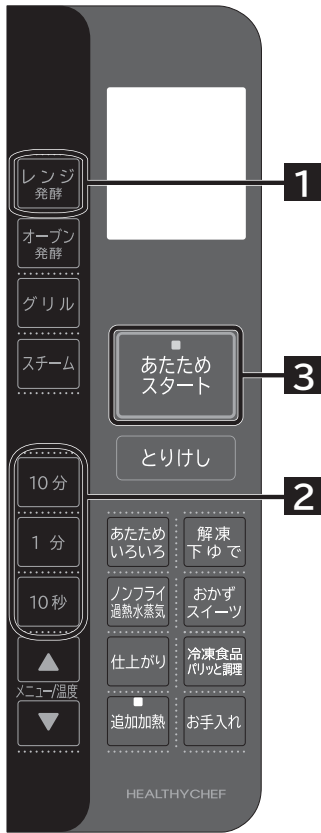 レンジ
発酵
1
オーブン
発酵
グリル
スチーム
あたため
スタート
3
とりけし
10分
1分
10秒
2
あたため
いろいろ
解凍
下ゆで
ノンフライ
過熱水蒸気
おかず
スイーツ
仕上がり
冷凍食品
パリッと調理
▲
メニュー/温度
▼
追加加熱
お手入れ
HEALTHYCHEF